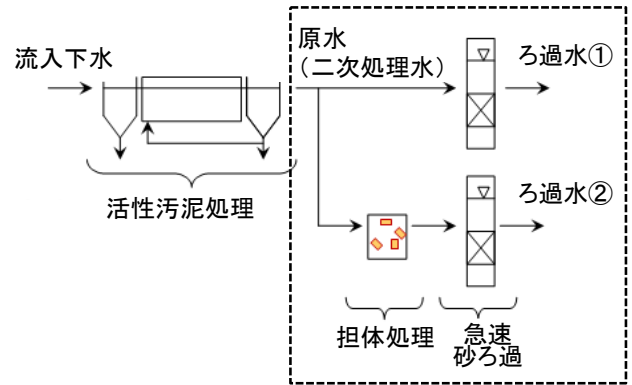 流入下水
原水
（二次処理水）
ろ過水①
活性汚泥処理
ろ過水②
担体処理
急速
砂ろ過